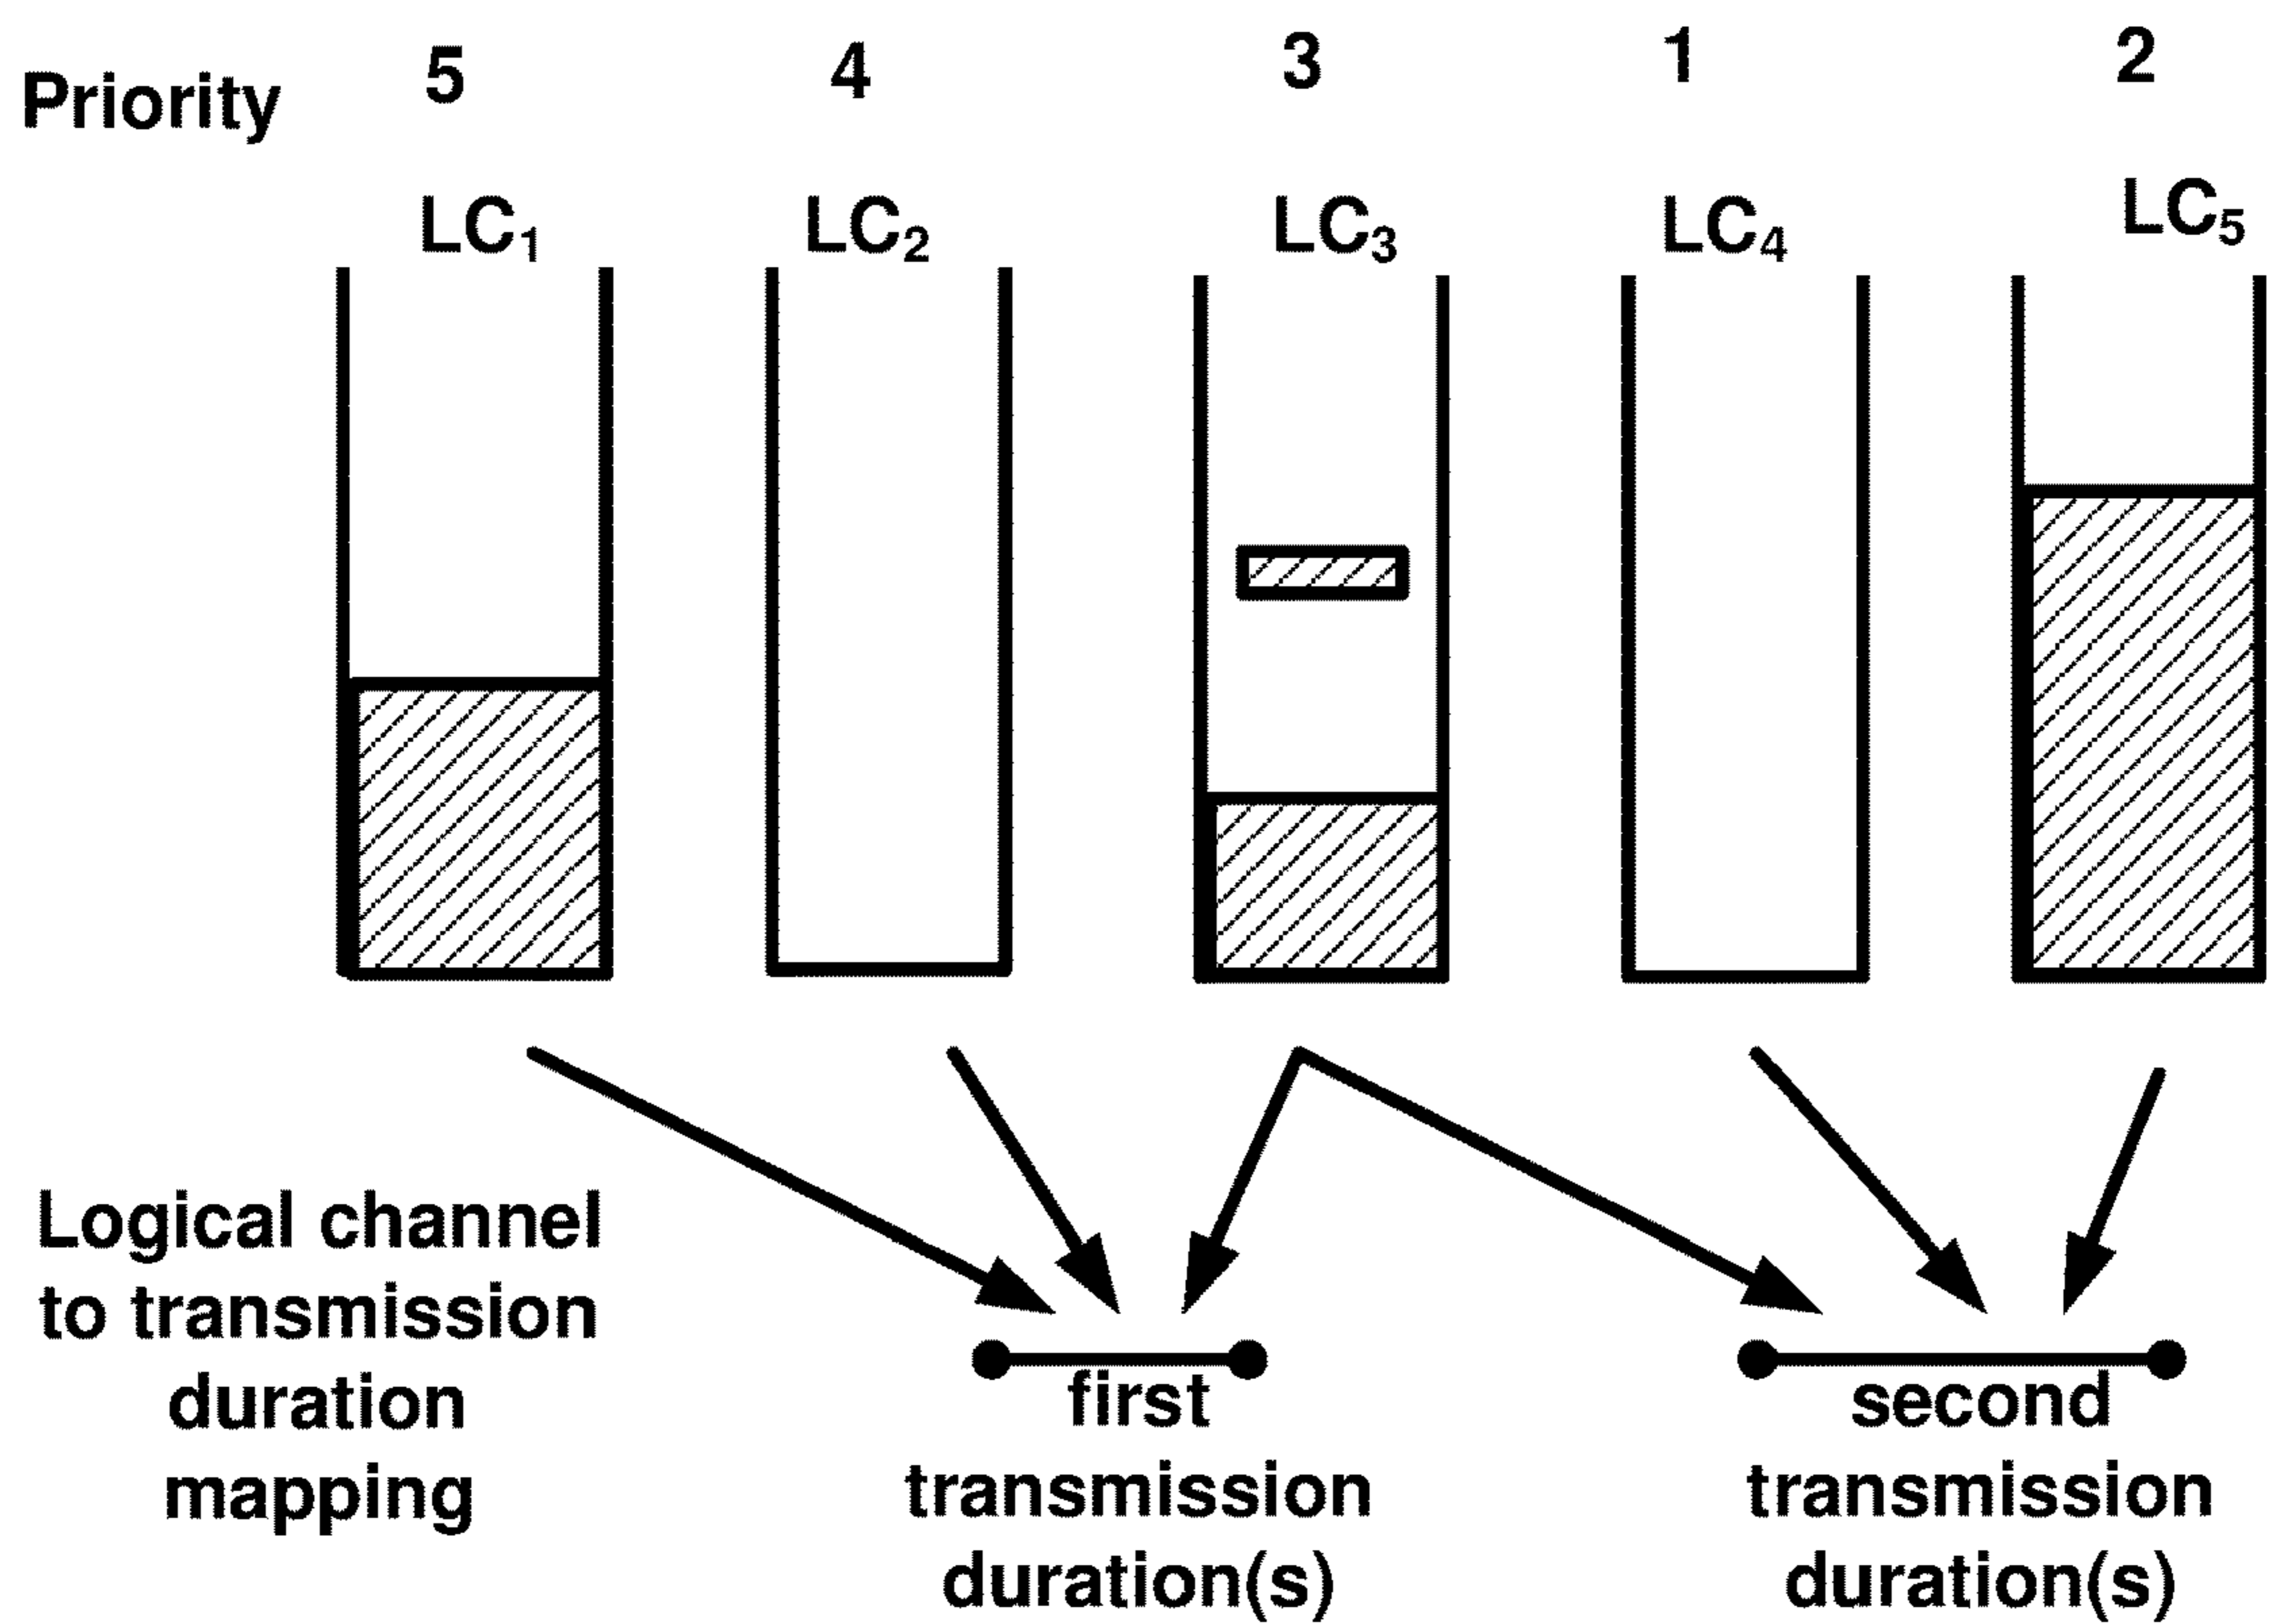 Priority 5 4 3 1 2
LC₁ LC₂ LC₃ LC₄ LC₅
Logical channel
to transmission
duration
mapping
first
transmission
duration(s)
second
transmission
duration(s)